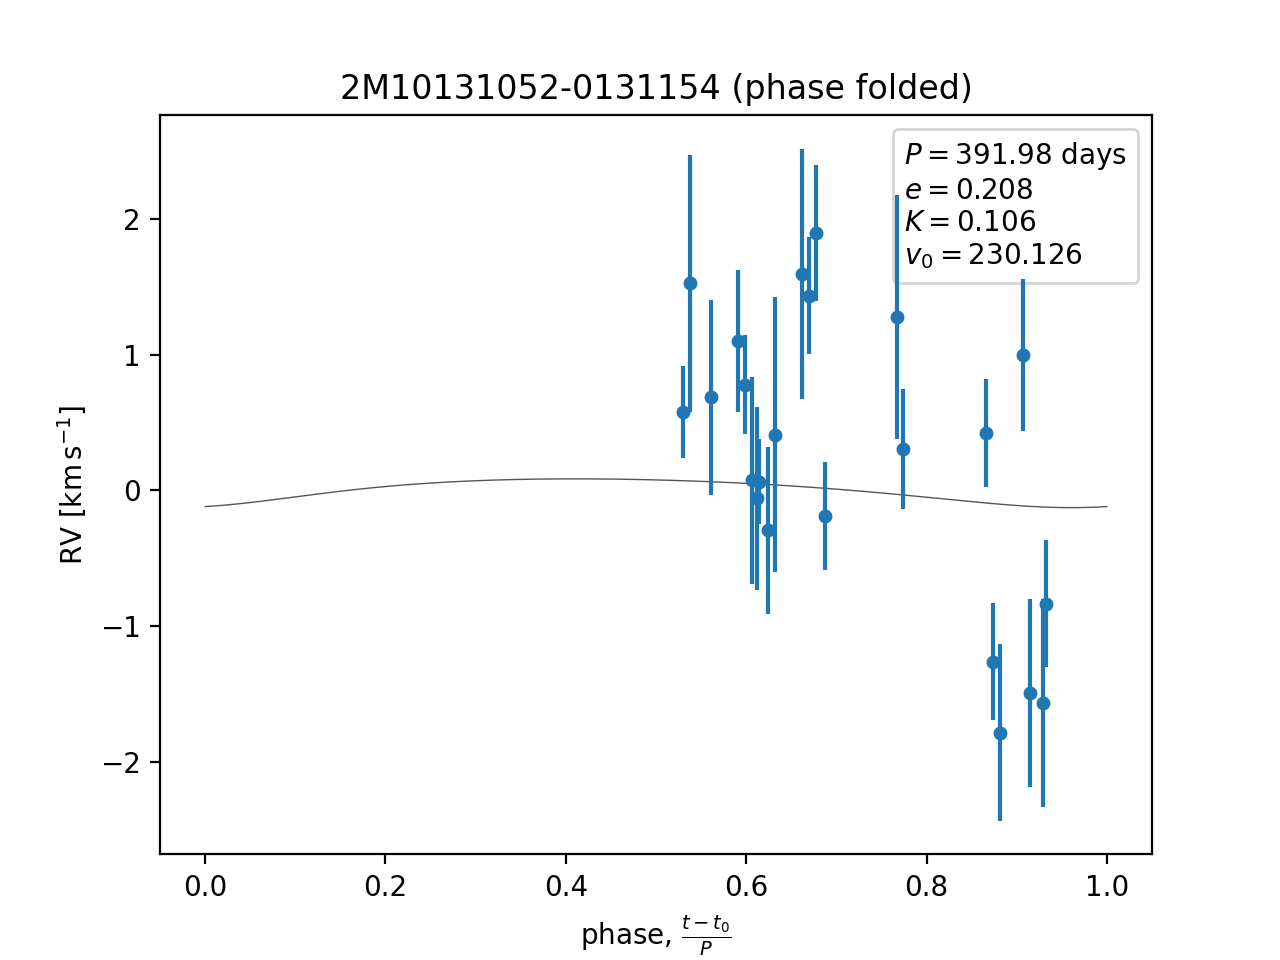 2M10131052-0131154 (phase folded)
P = 391.98 days
e = 0.208
K = 0.106
v₀ = 230.126
2
1
0
−1
−2
RV [km s⁻¹]
0.0 0.2 0.4 0.6 0.8 1.0
phase, (t − t₀)/P